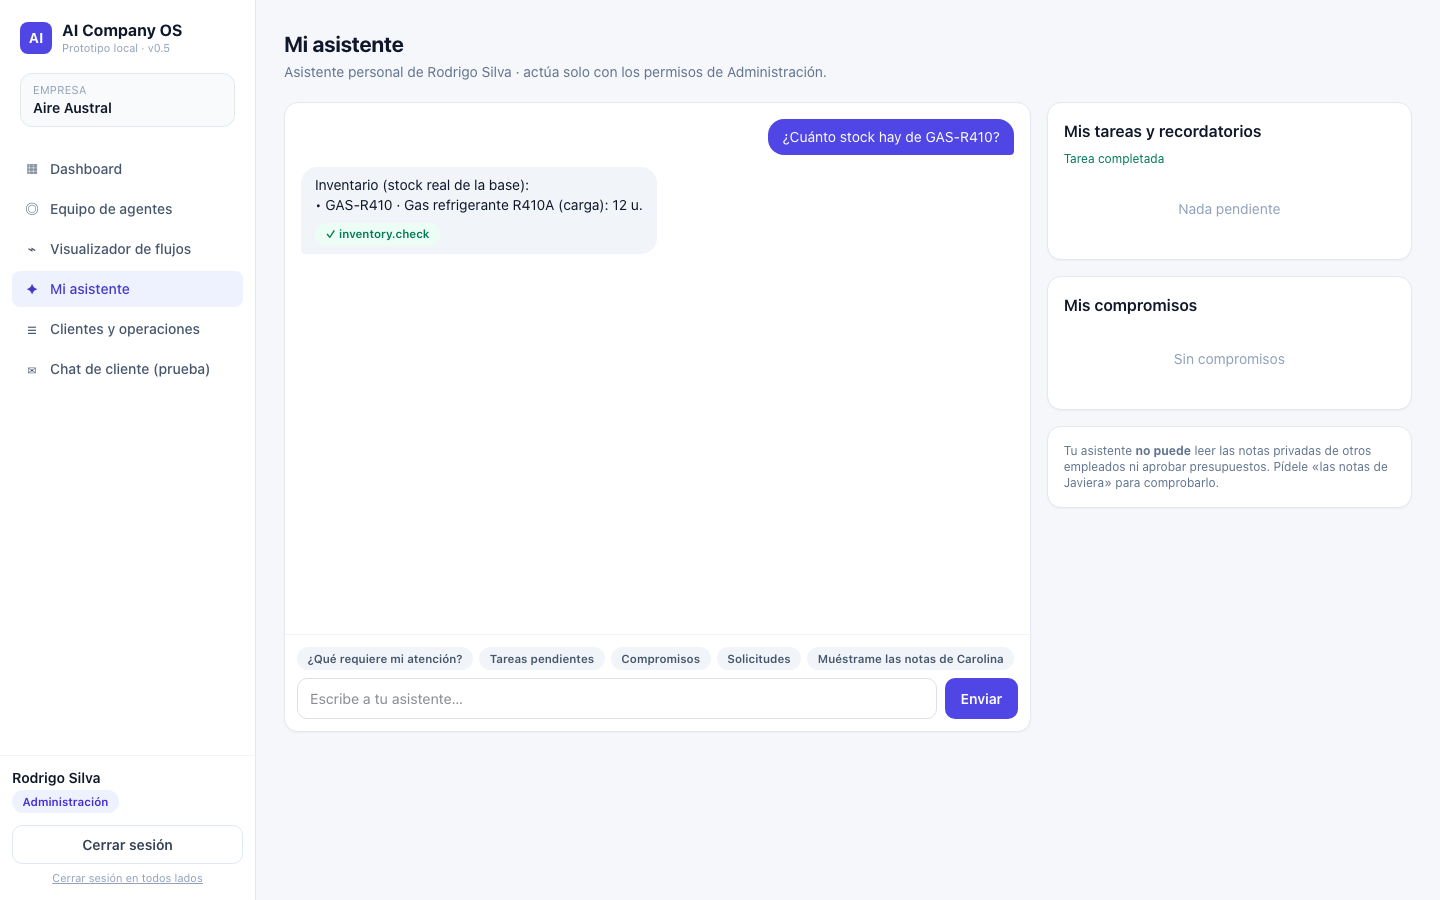 AI
AI Company OS
Prototipo local · v0.5
EMPRESA
Aire Austral
Dashboard
Equipo de agentes
Visualizador de flujos
Mi asistente
Clientes y operaciones
Chat de cliente (prueba)
Rodrigo Silva
Administración
Cerrar sesión
Cerrar sesión en todos lados
Mi asistente
Asistente personal de Rodrigo Silva · actúa solo con los permisos de Administración.
¿Cuánto stock hay de GAS-R410?
Inventario (stock real de la base):
• GAS-R410 · Gas refrigerante R410A (carga): 12 u.
✓ inventory.check
¿Qué requiere mi atención?
Tareas pendientes
Compromisos
Solicitudes
Muéstrame las notas de Carolina
Escribe a tu asistente...
Enviar
Mis tareas y recordatorios
Tarea completada
Nada pendiente
Mis compromisos
Sin compromisos
Tu asistente no puede leer las notas privadas de otros
empleados ni aprobar presupuestos. Pídele «las notas de
Javiera» para comprobarlo.